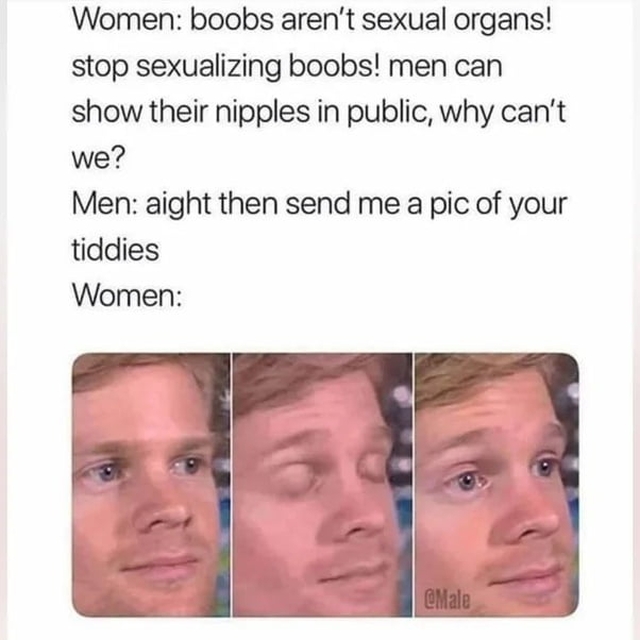 Women: boobs aren’t sexual organs!
stop sexualizing boobs! men can
show their nipples in public, why can’t
we?
Men: aight then send me a pic of your
tiddies
Women:
@Male